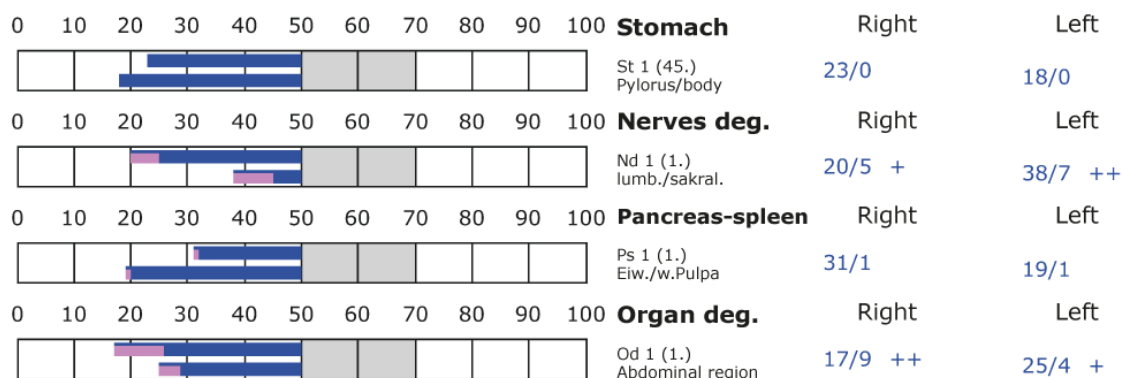 0 10 20 30 40 50 60 70 80 90 100 Stomach Right Left
St 1 (45.) 23/0 18/0
Pylorus/body
0 10 20 30 40 50 60 70 80 90 100 Nerves deg. Right Left
Nd 1 (1.) 20/5 + 38/7 ++
lumb./sakral.
0 10 20 30 40 50 60 70 80 90 100 Pancreas-spleen Right Left
Ps 1 (1.) 31/1 19/1
Eiw./w.Pulpa
0 10 20 30 40 50 60 70 80 90 100 Organ deg. Right Left
Od 1 (1.) 17/9 ++ 25/4 +
Abdominal region